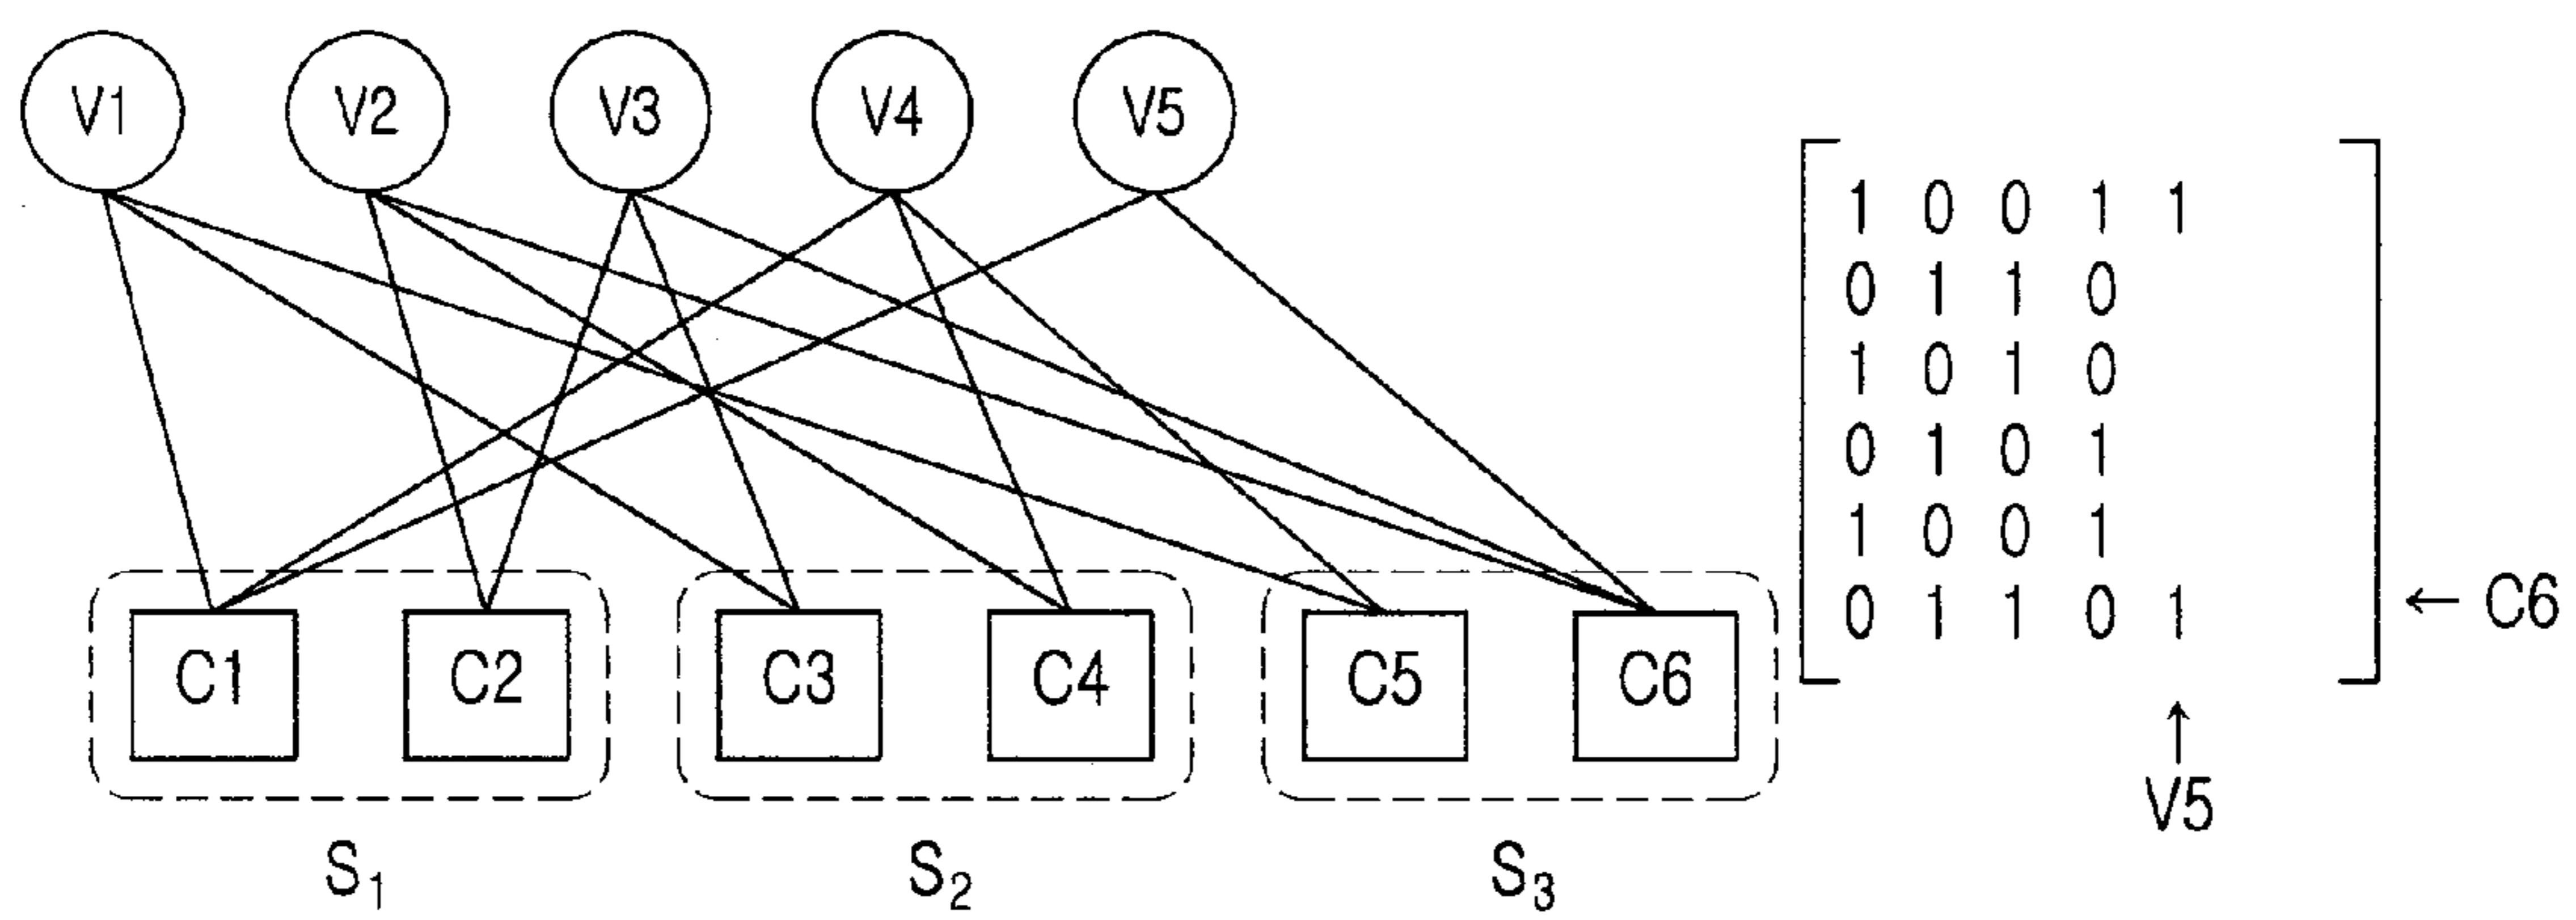 V1 V2 V3 V4 V5
1 0 0 1 1
0 1 1 0
1 0 1 0
0 1 0 1
1 0 0 1
0 1 1 0 1 ← C6
↑
V5
C1 C2 C3 C4 C5 C6
S1 S2 S3